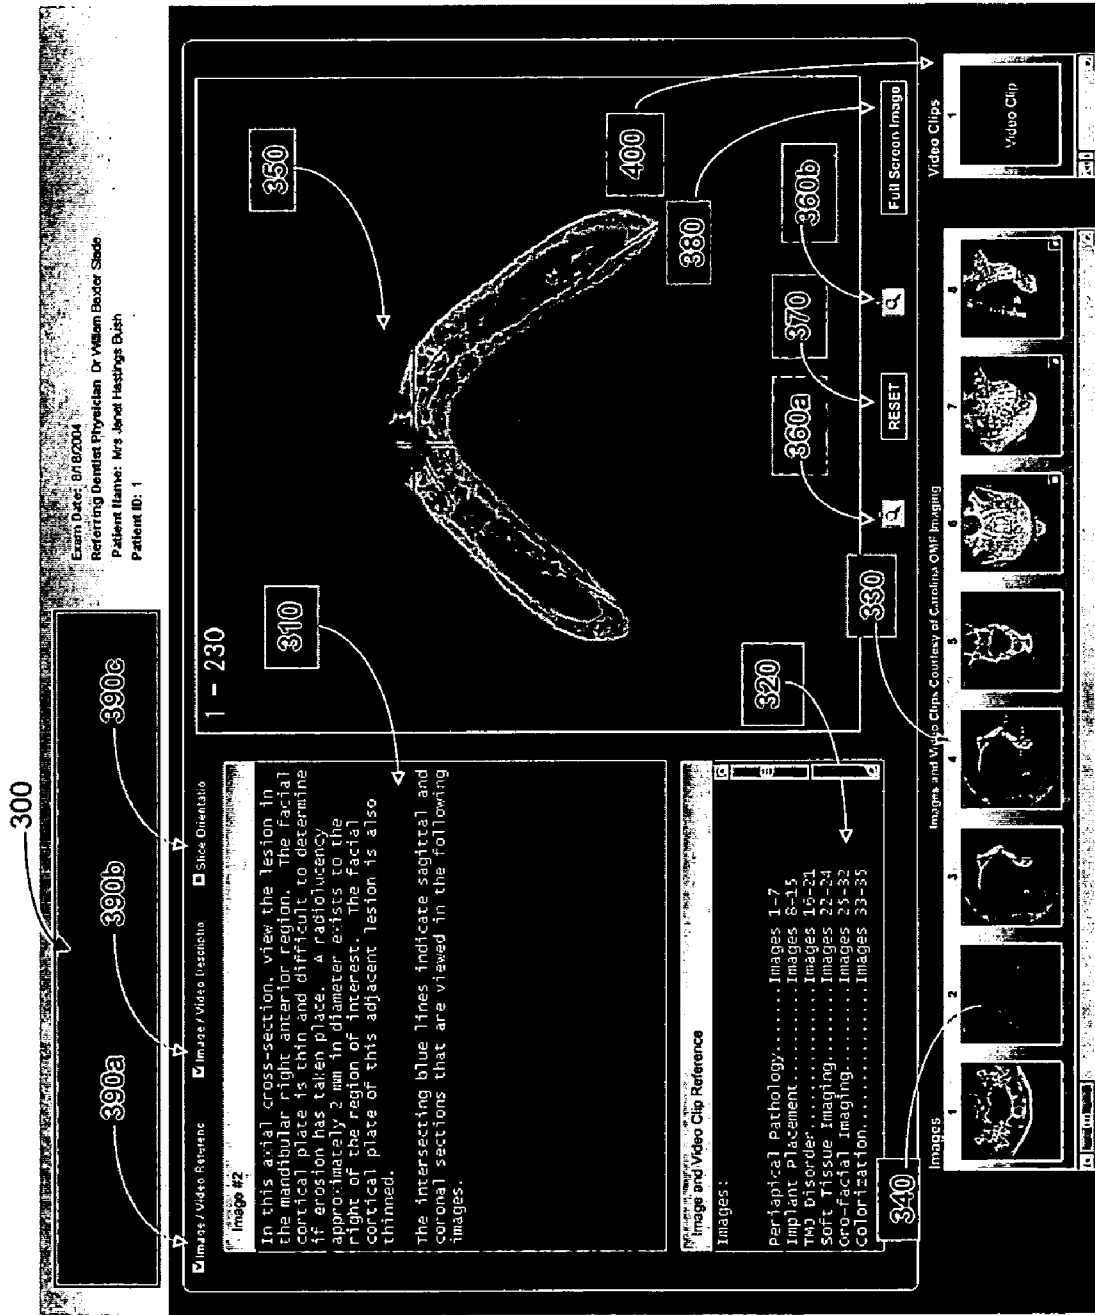 300
Exam Date: 8/18/2004
Referring Dentist Physician Dr William Baxter Slade
Patient Name: Mrs Janet Hastings Bush
Patient ID: 1
390a
390b
390c
Image / Video Referenc
Image / Video Descriptio
Slice Orientatio
Image #2
In this axial cross-section, view the lesion in
the mandibular right anterior region. The facial
cortical plate is thin and difficult to determine
if erosion has taken place. A radiolucency
approximately 2 mm in diameter exists to the
right of the region of interest. The facial
cortical plate of this adjacent lesion is also
thinned.
The intersecting blue lines indicate sagittal and
coronal sections that are viewed in the following
images.
310
1 - 230
350
Image and Video Clip Reference
Images:
Periapical Pathology.......Images 1-7
Implant Placement..........Images 8-15
TMJ Disorder...............Images 16-21
Soft Tissue Imaging........Images 22-24
Oro-facial Imaging.........Images 25-32
Colorization...............Images 33-35
320
400
380
360a
370
360b
RESET
Full Screen Image
340
330
Images
Images and Video Clips Courtesy of Carolina OMF Imaging
Video Clips
1
2
3
4
5
6
7
8
1
Video Clip